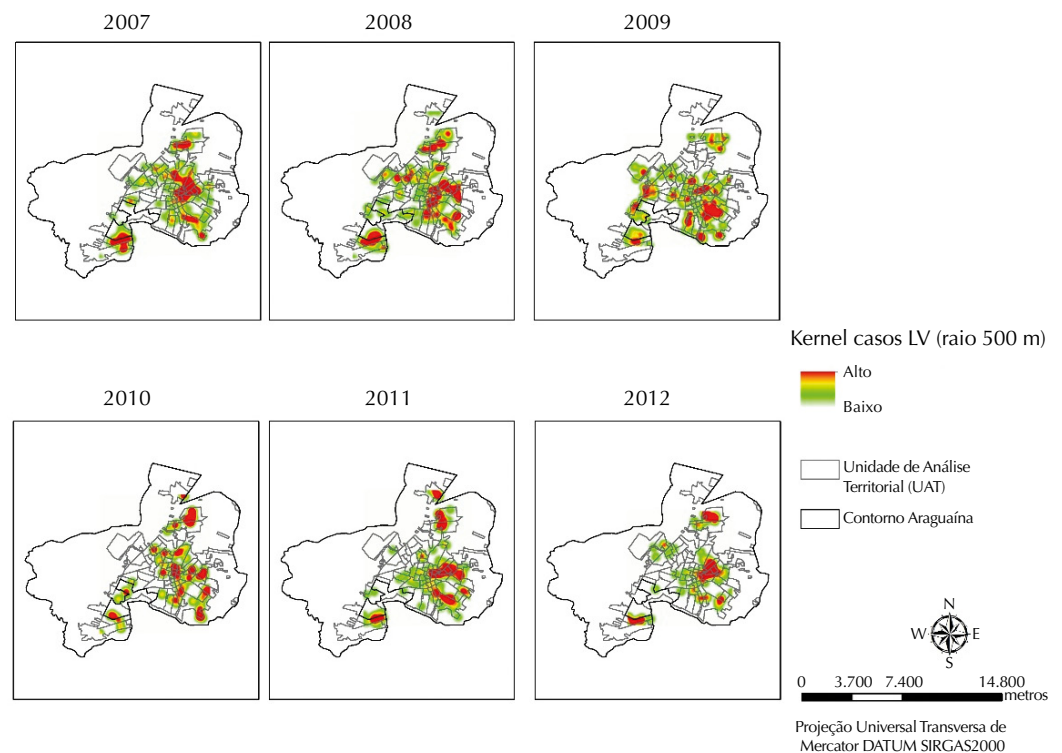 2007
2008
2009
Kernel casos LV (raio 500 m)
Alto
Baixo
2010
2011
2012
Unidade de Análise
Territorial (UAT)
Contorno Araguaína
N
W
E
S
0 3.700 7.400 14.800
metros
Projeção Universal Transversa de
Mercator DATUM SIRGAS2000